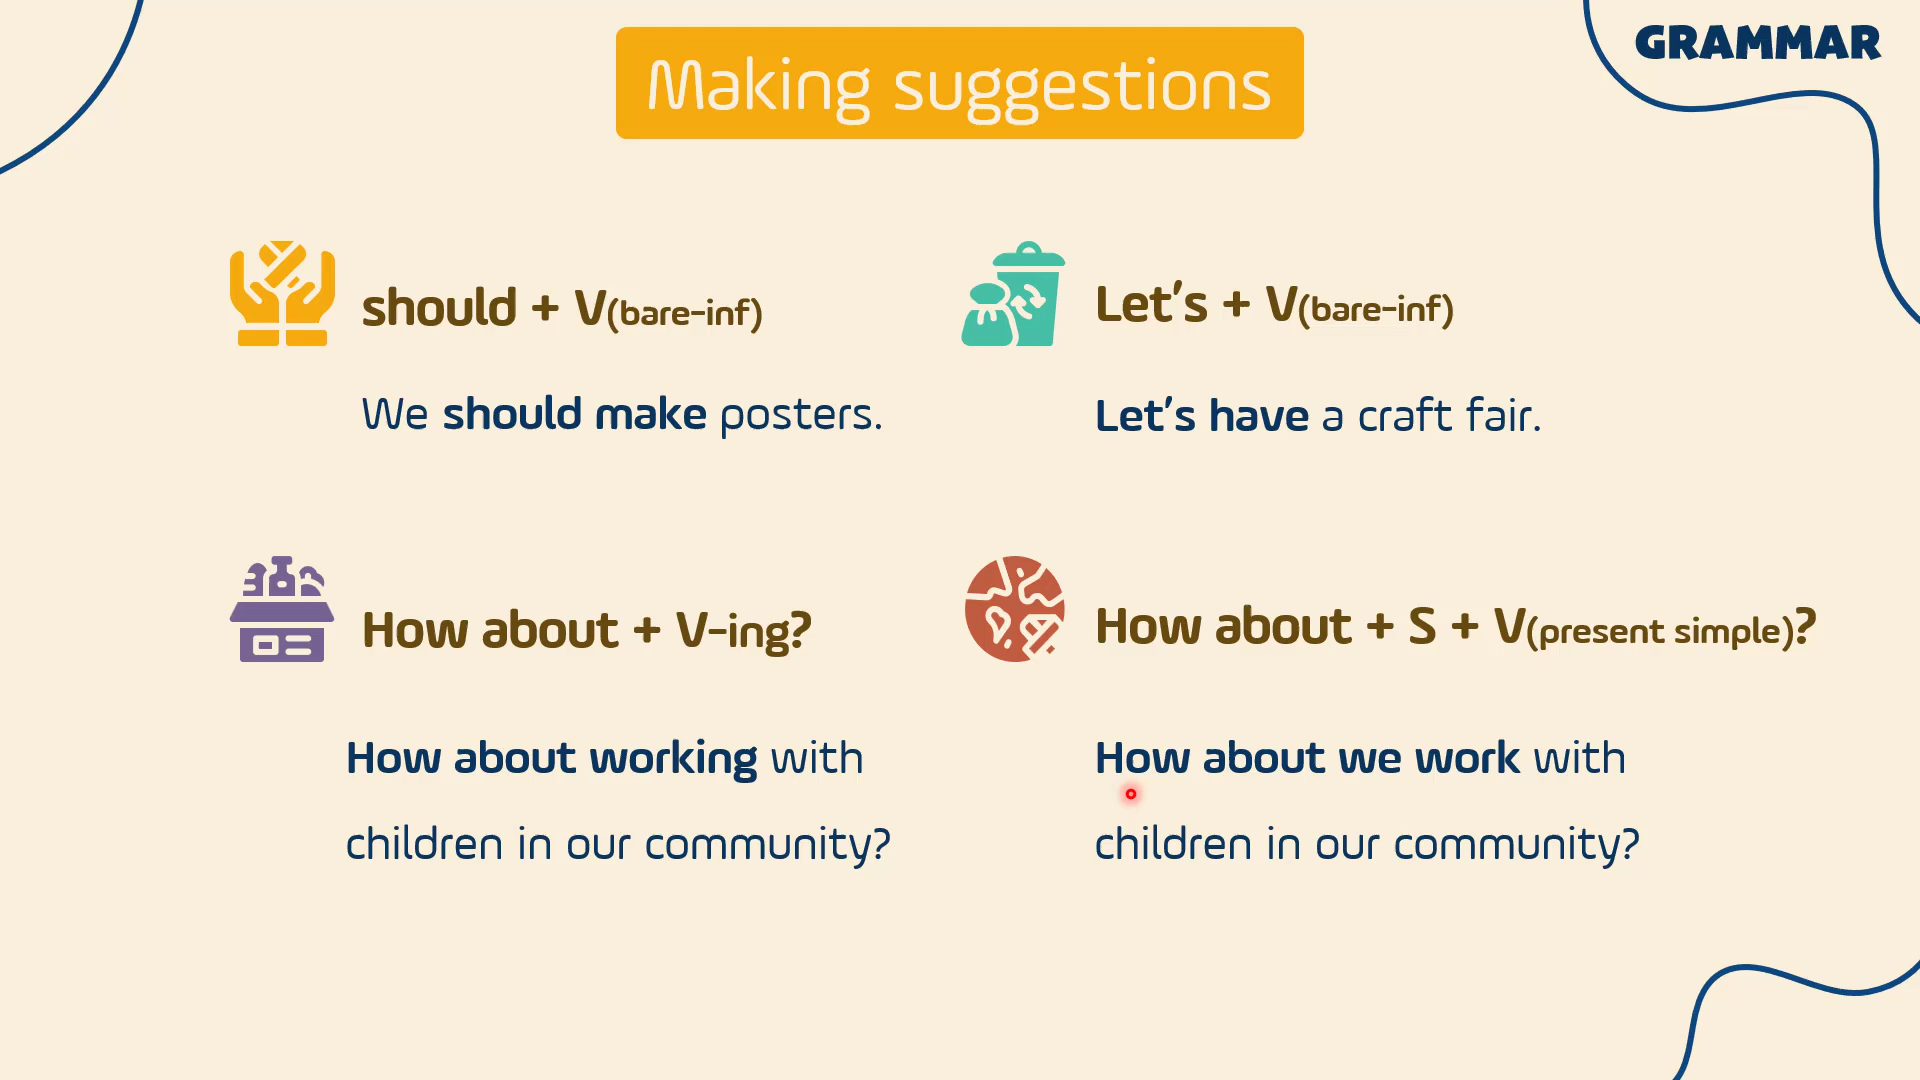 GRAMMAR
Making suggestions
should + V(bare-inf)
We should make posters.
Let's + V(bare-inf)
Let's have a craft fair.
How about + V-ing?
How about working with
children in our community?
How about + S + V(present simple)?
How about we work with
children in our community?